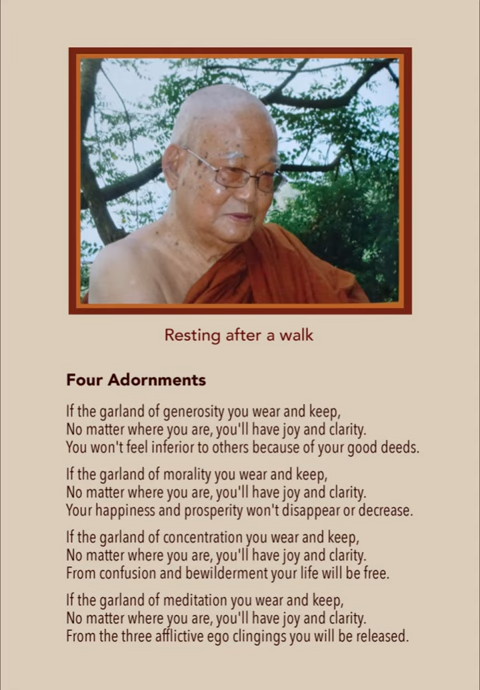 Resting after a walk
Four Adornments
If the garland of generosity you wear and keep,
No matter where you are, you'll have joy and clarity.
You won't feel inferior to others because of your good deeds.
If the garland of morality you wear and keep,
No matter where you are, you'll have joy and clarity.
Your happiness and prosperity won't disappear or decrease.
If the garland of concentration you wear and keep,
No matter where you are, you'll have joy and clarity.
From confusion and bewilderment your life will be free.
If the garland of meditation you wear and keep,
No matter where you are, you'll have joy and clarity.
From the three afflictive ego clingings you will be released.